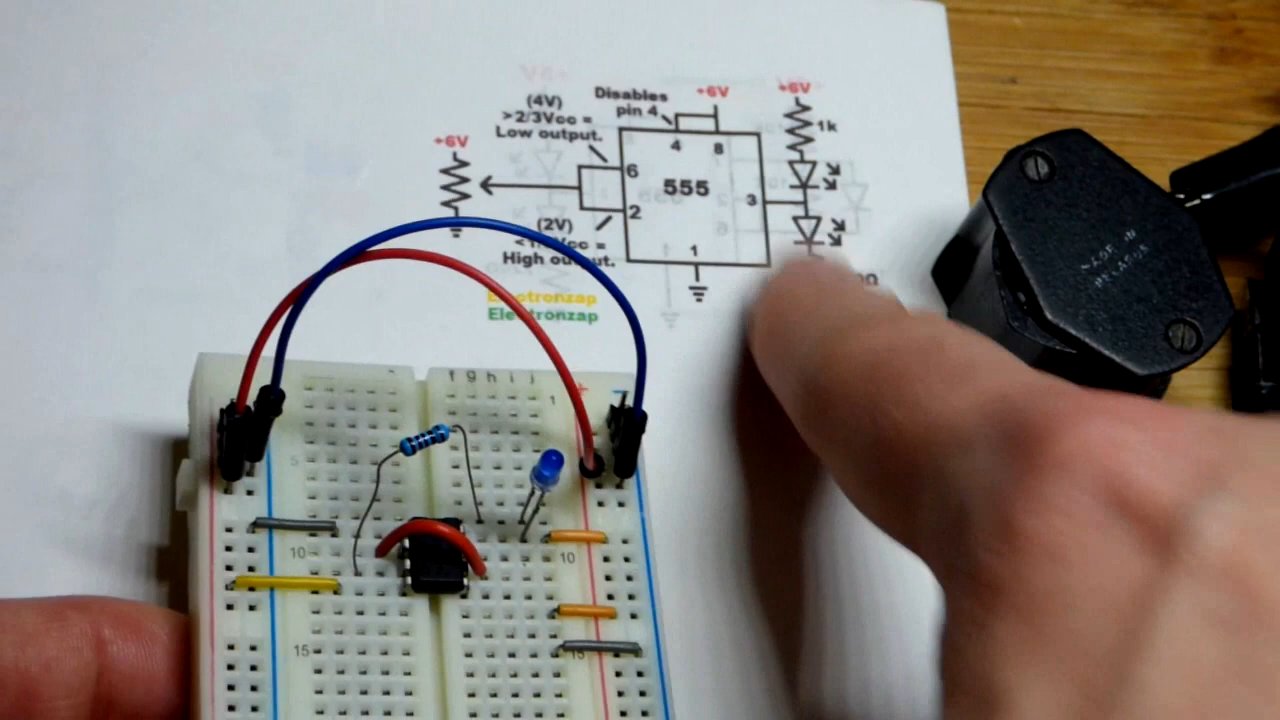 Disables
pin 4
+6V
+6V
(4V)
>2/3Vcc =
Low output.
1k
+6V
4
8
6
555
3
2
(2V)
High output.
1
Electronzap
f g h i j
+
−
1
5
10
10
15
15